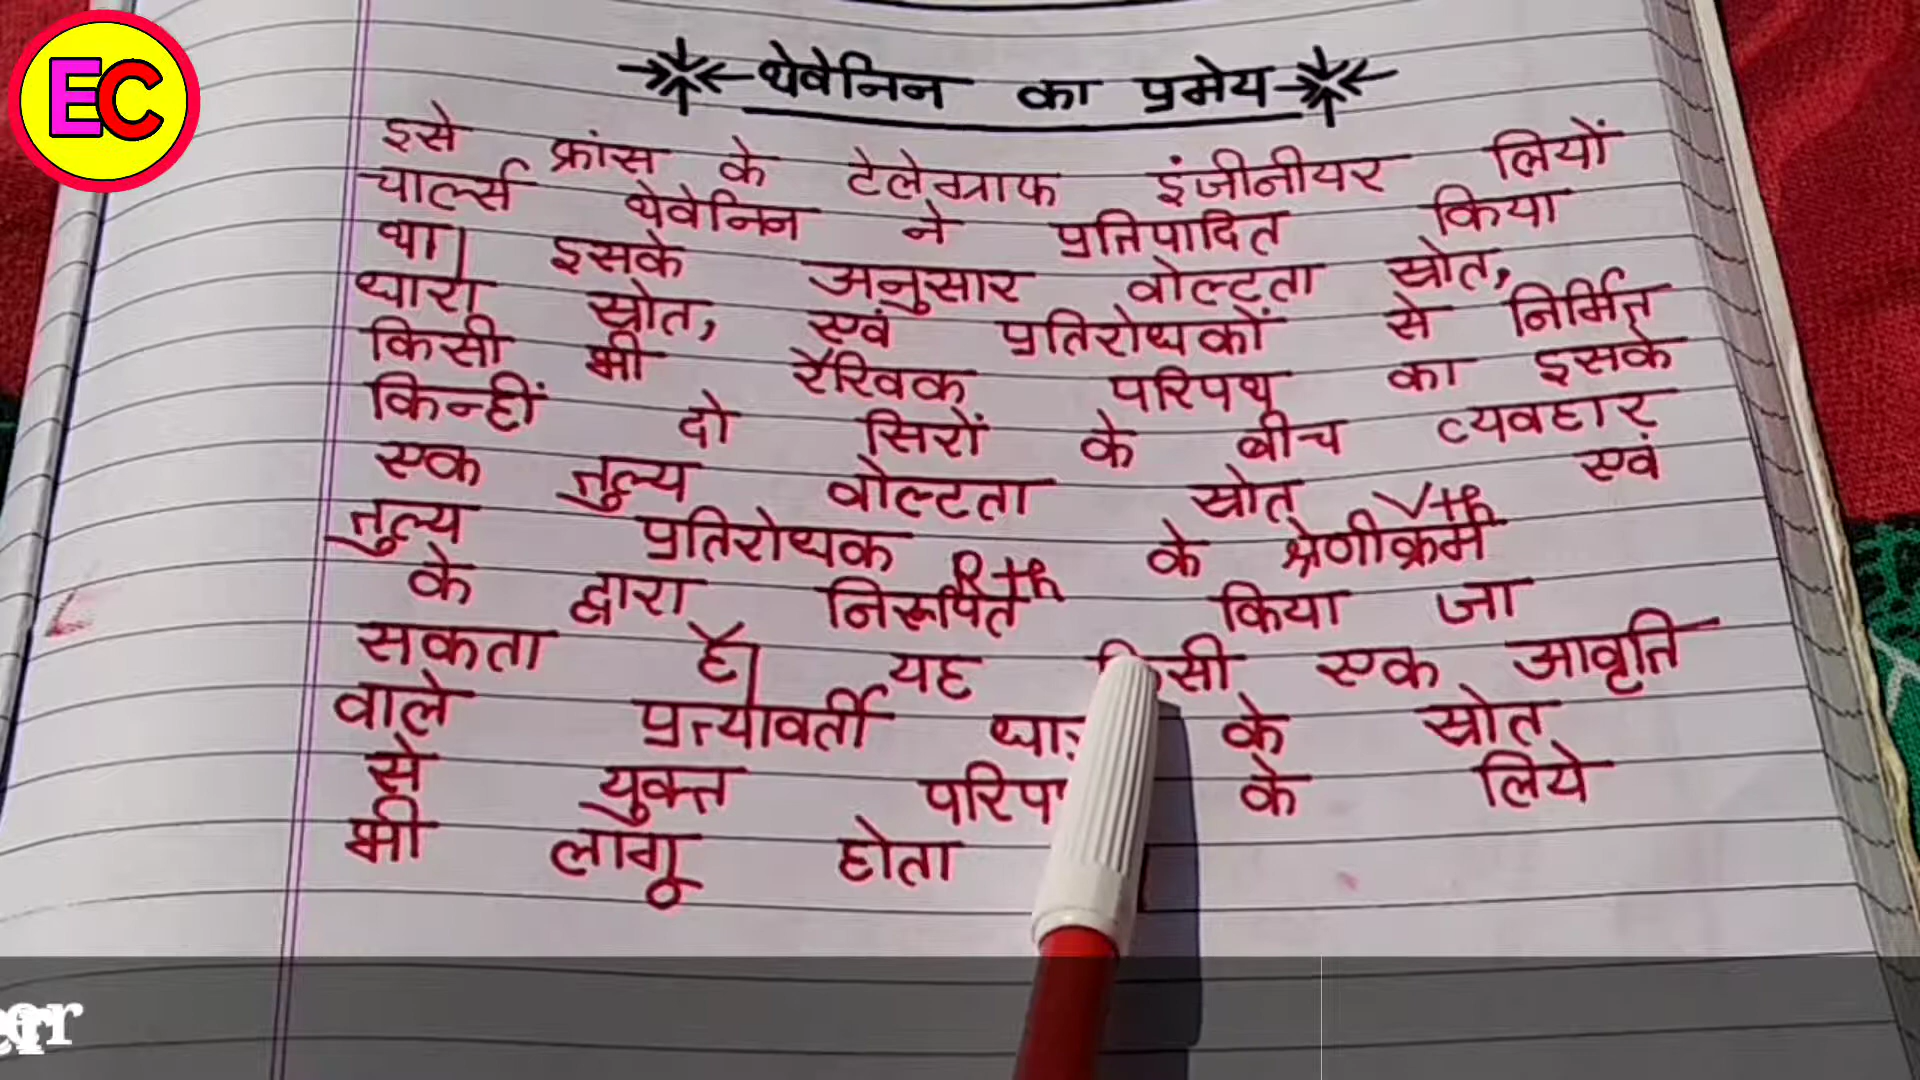 EC
थेवेनिन का प्रमेय
इसे फ्रांस के टेलेग्राफ इंजीनीयर लियों
चार्ल्स थेवेनिन ने प्रतिपादित किया
था। इसके अनुसार वोल्टता स्रोत,
धारा स्रोत, एवं प्रतिरोधकों से निर्मित
किसी भी रैखिक परिपथ का इसके
किन्हीं दो सिरों के बीच व्यवहार
एक तुल्य वोल्टता स्रोत Vth एवं
तुल्य प्रतिरोधक Rth के श्रेणीक्रम
के द्वारा निरूपित किया जा
सकता है। यह एक आवृति
वाले प्रत्यावर्ती के स्रोत
से युक्त के लिये
भी लागू होता